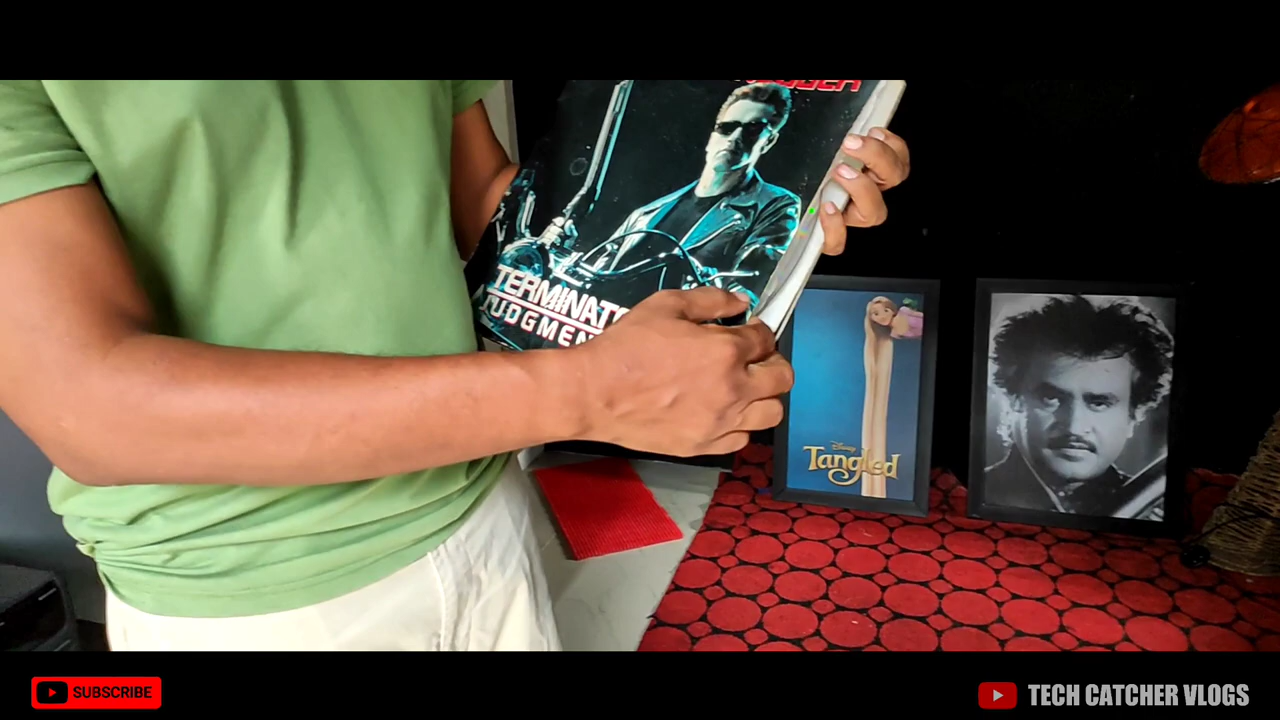 TERMINATO
JUDGMEN
Disney
Tangled
SUBSCRIBE
TECH CATCHER VLOGS